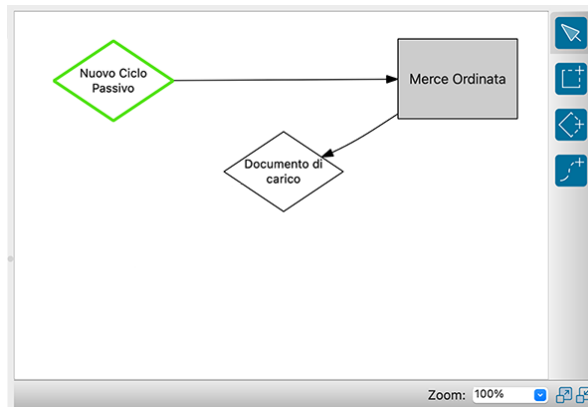 Nuovo Ciclo
Passivo
Merce Ordinata
Documento di
carico
Zoom: 100%